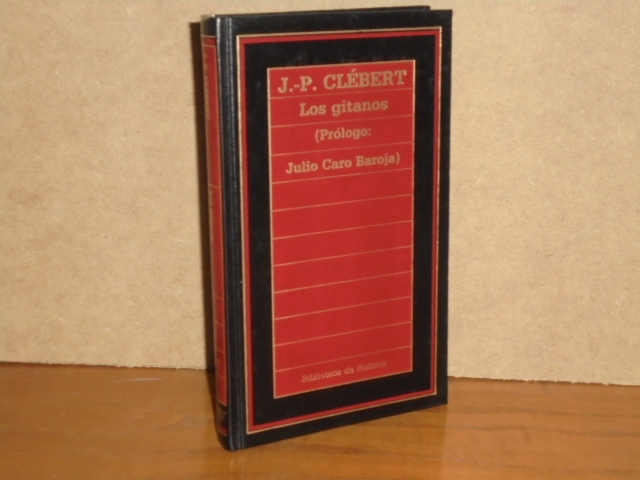 J.-P. CLÉBERT
Los gitanos
(Prólogo:
Julio Caro Baroja)
Biblioteca de Historia